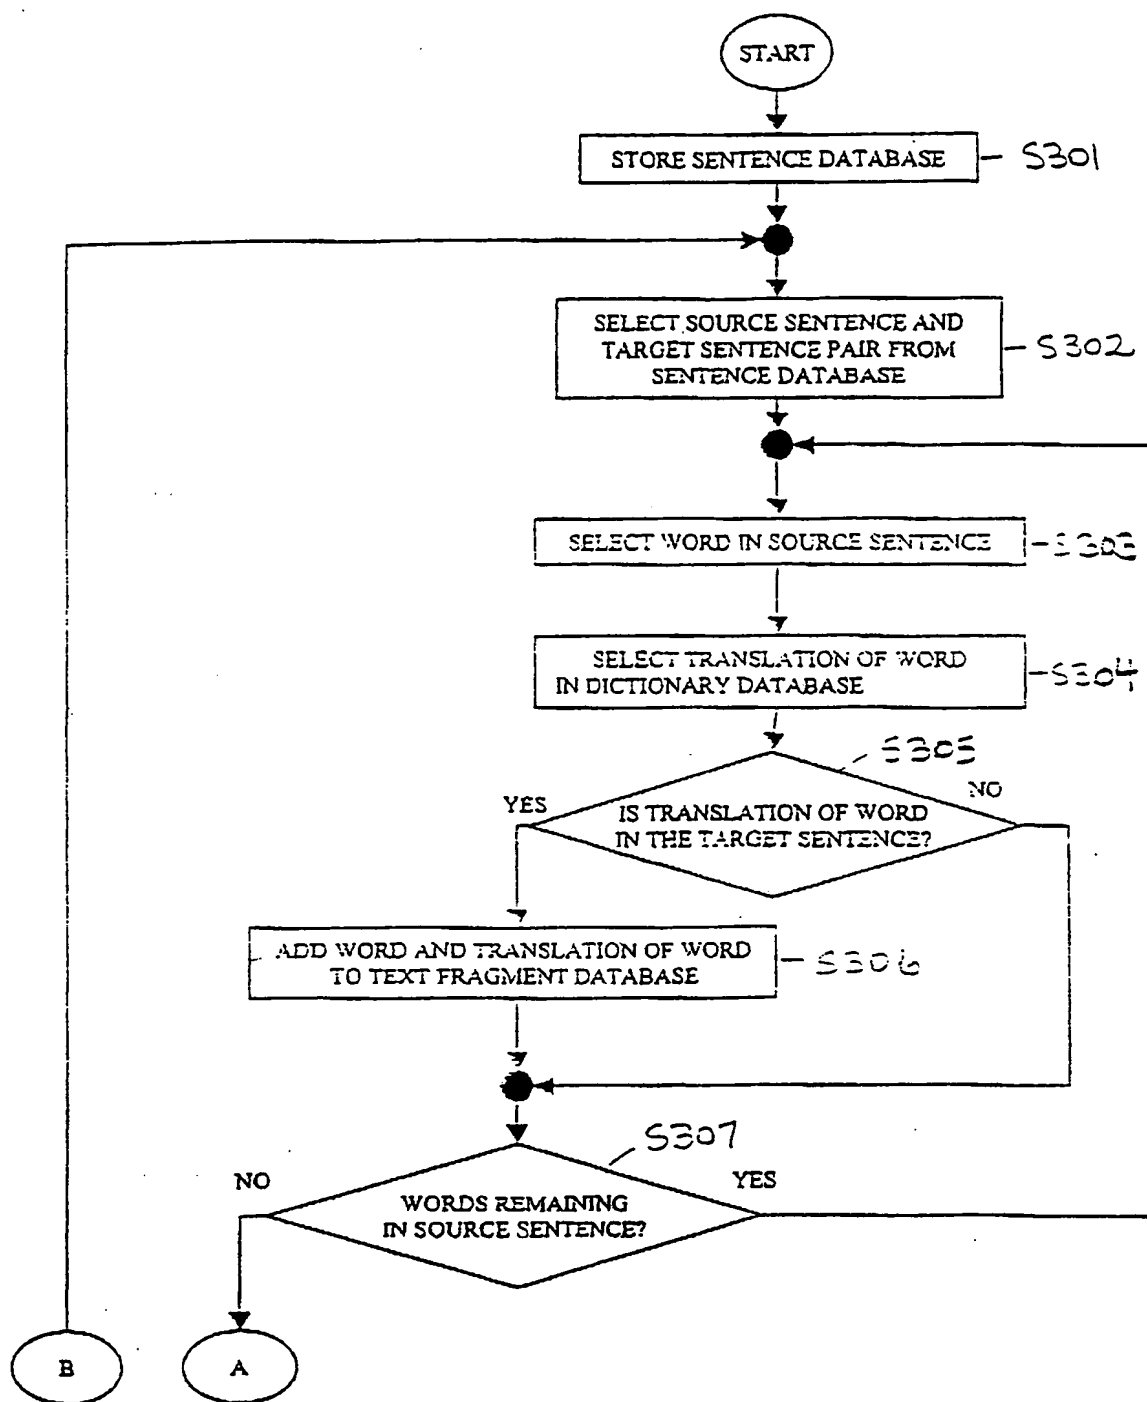 START
STORE SENTENCE DATABASE
S301
SELECT SOURCE SENTENCE AND
TARGET SENTENCE PAIR FROM
SENTENCE DATABASE
S302
SELECT WORD IN SOURCE SENTENCE
S303
SELECT TRANSLATION OF WORD
IN DICTIONARY DATABASE
S304
S305
YES
NO
IS TRANSLATION OF WORD
IN THE TARGET SENTENCE?
ADD WORD AND TRANSLATION OF WORD
TO TEXT FRAGMENT DATABASE
S306
S307
NO
YES
WORDS REMAINING
IN SOURCE SENTENCE?
B
A